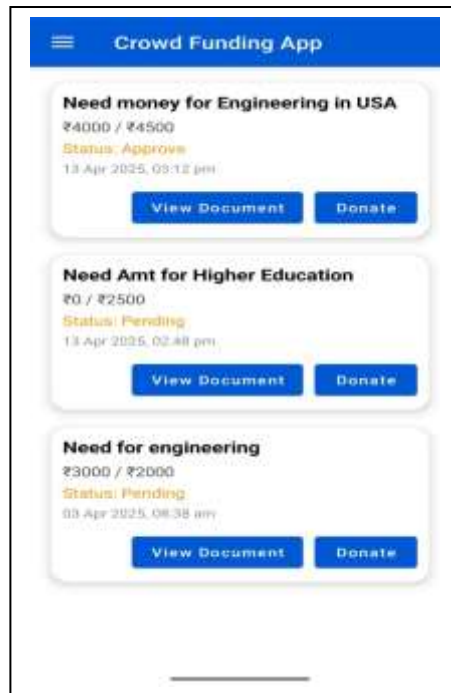 Crowd Funding App
Need money for Engineering in USA
₹4000 / ₹4500
Status: Approve
13 Apr 2025, 03:12 pm
View Document
Donate
Need Amt for Higher Education
₹0 / ₹2500
Status: Pending
13 Apr 2025, 02:48 pm
View Document
Donate
Need for engineering
₹3000 / ₹2000
Status: Pending
03 Apr 2025, 08:38 am
View Document
Donate